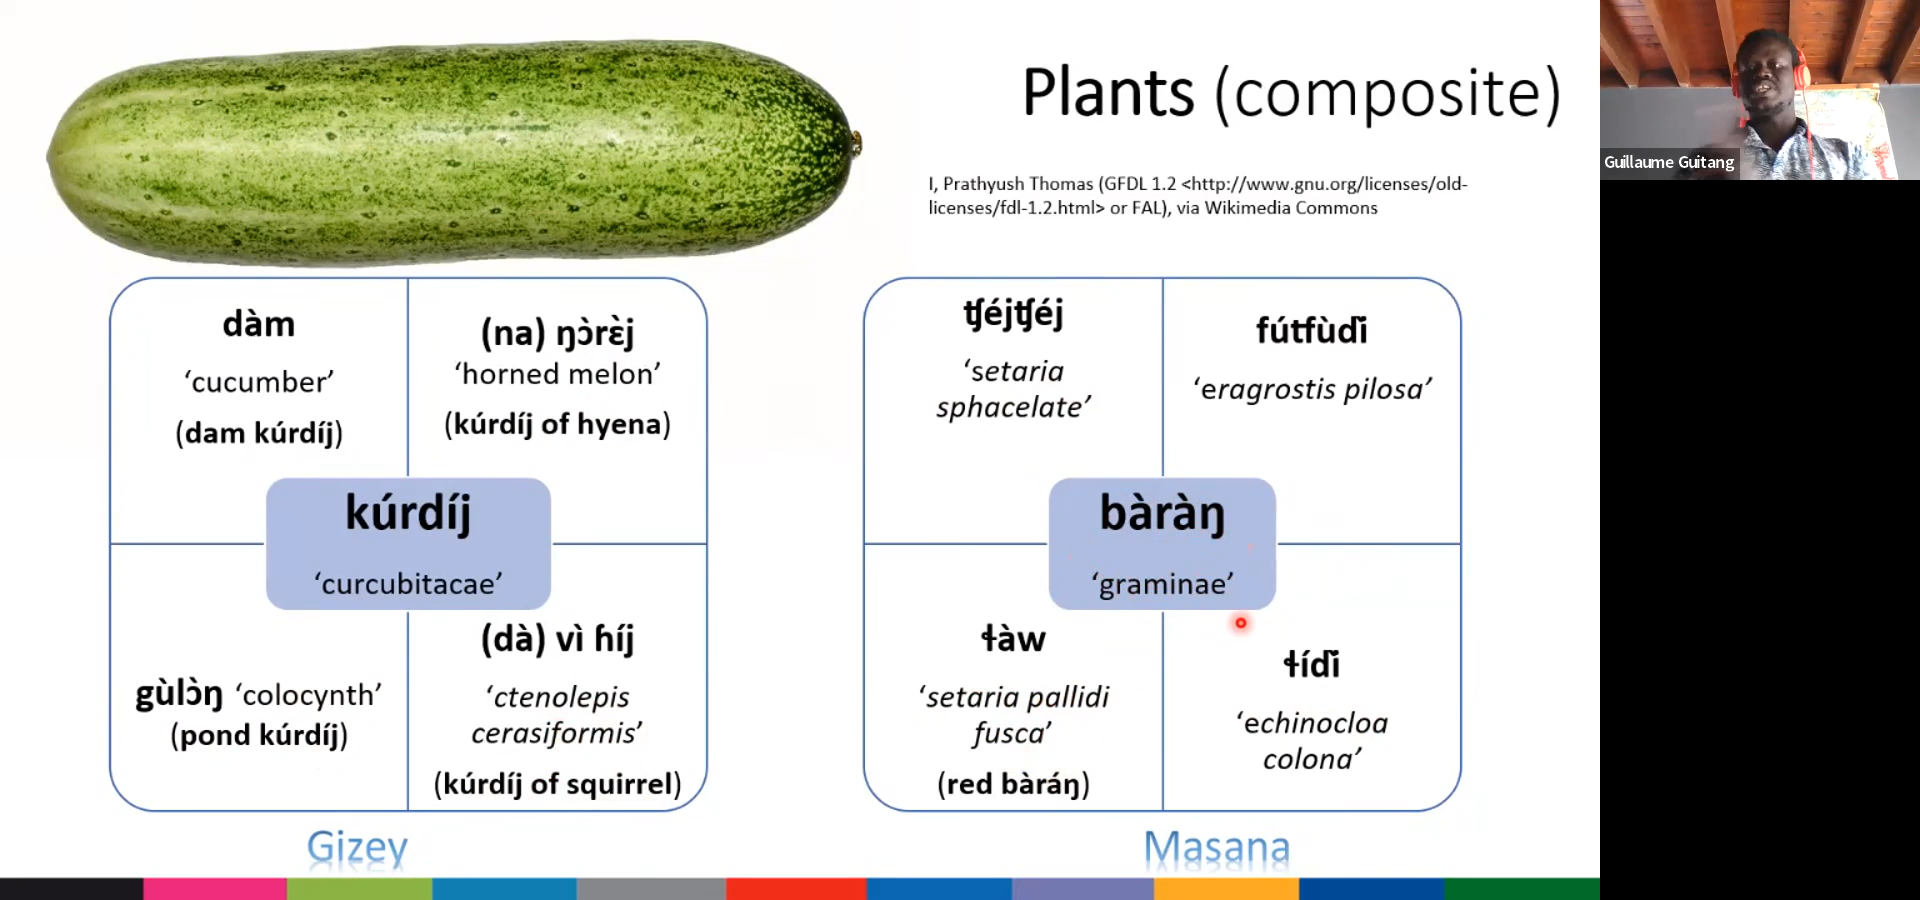 Plants (composite)
I, Prathyush Thomas (GFDL 1.2 <http://www.gnu.org/licenses/old-
licenses/fdl-1.2.html> or FAL), via Wikimedia Commons
Guillaume Guitang
dàm
‘cucumber’
(dam kúrdíj)
(na) ŋɔ̀rɛ̀j
‘horned melon’
(kúrdíj of hyena)
kúrdíj
‘curcubitacae’
gùlɔ̀ŋ ‘colocynth’
(pond kúrdíj)
(dà) vì ɦíj
‘ctenolepis
cerasiformis’
(kúrdíj of squirrel)
Gizey
ʧéjʧéj
‘setaria
sphacelate’
fútfùɗi
‘eragrostis pilosa’
bàràŋ
‘graminae’
ɬàw
‘setaria pallidi
fusca’
(red bàráŋ)
ɬíɗi
‘echinocloa
colona’
Masana